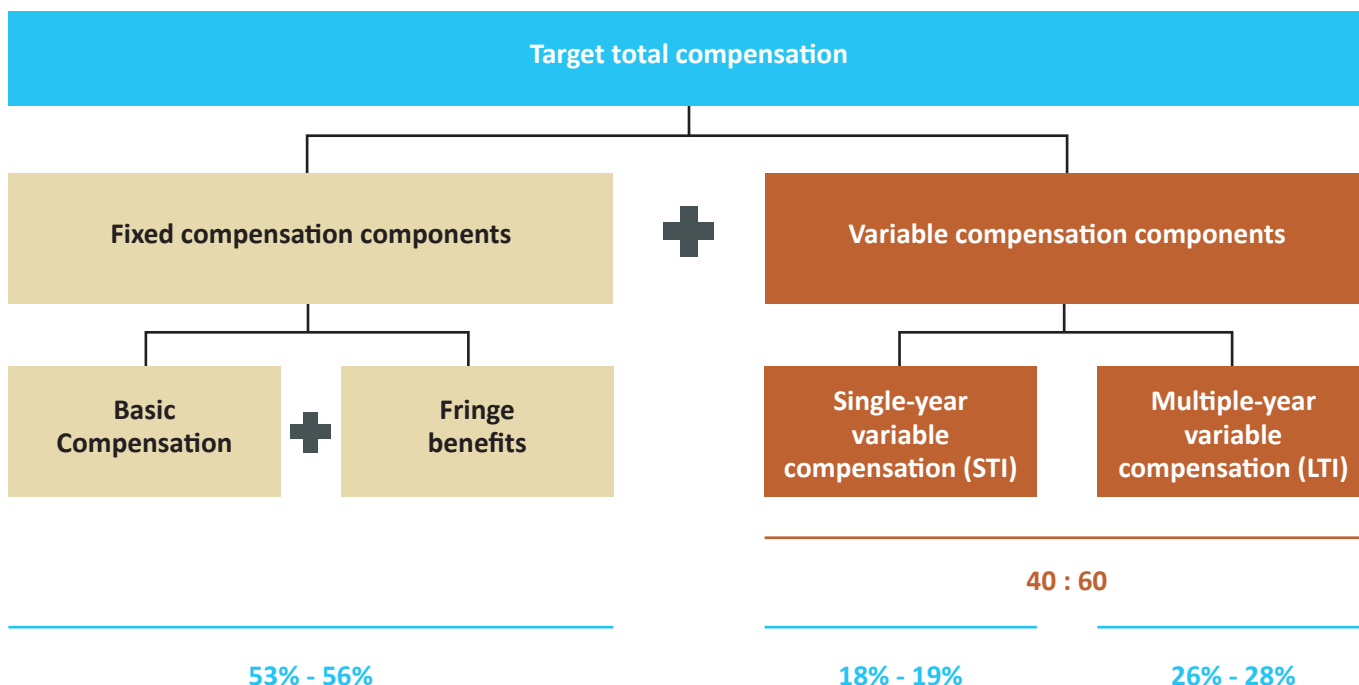 Target total compensation
Fixed compensation components
Variable compensation components
Basic
Compensation
Fringe
benefits
Single-year
variable
compensation (STI)
Multiple-year
variable
compensation (LTI)
40 : 60
53% - 56%
18% - 19%
26% - 28%